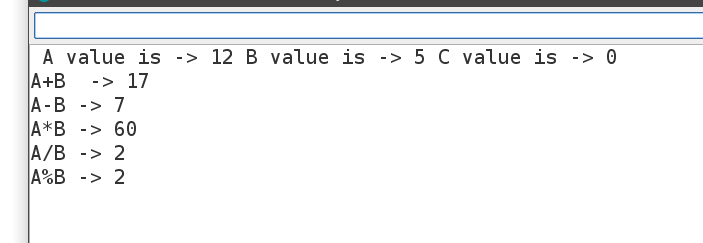 A value is -> 12 B value is -> 5 C value is -> 0
A+B  -> 17
A-B -> 7
A*B -> 60
A/B -> 2
A%B -> 2